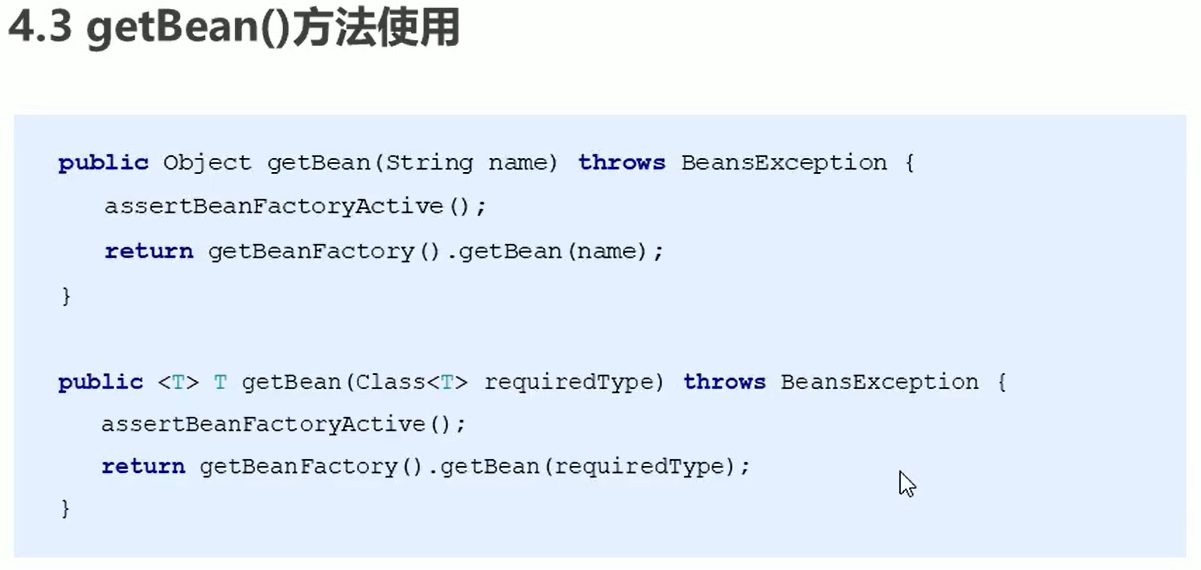 4.3 getBean()方法使用
public Object getBean(String name) throws BeansException {
assertBeanFactoryActive();
return getBeanFactory().getBean(name);
}
public <T> T getBean(Class<T> requiredType) throws BeansException {
assertBeanFactoryActive();
return getBeanFactory().getBean(requiredType);
}